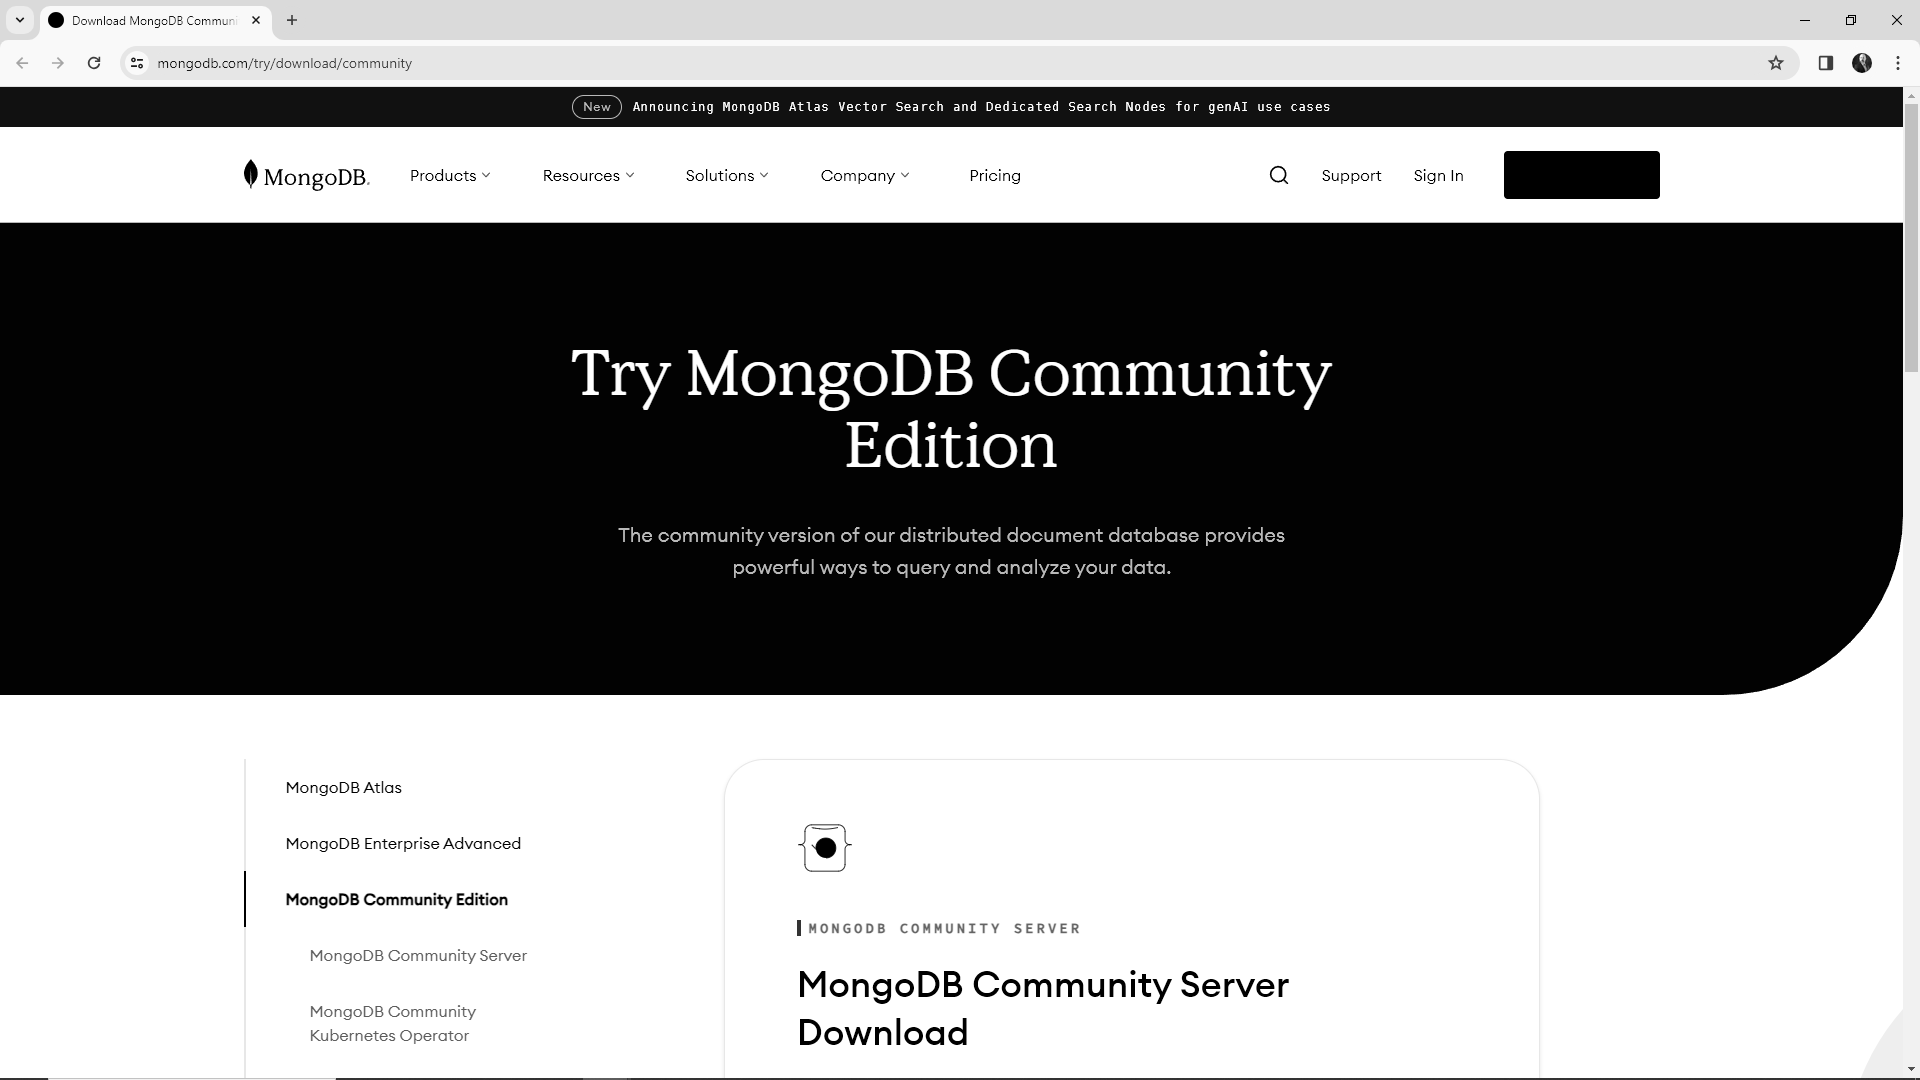 Download MongoDB Communi
mongodb.com/try/download/community
New Announcing MongoDB Atlas Vector Search and Dedicated Search Nodes for genAI use cases
MongoDB. Products Resources Solutions Company Pricing Support Sign In
Try MongoDB Community
Edition
The community version of our distributed document database provides
powerful ways to query and analyze your data.
MongoDB Atlas
MongoDB Enterprise Advanced
MongoDB Community Edition
MongoDB Community Server
MongoDB Community
Kubernetes Operator
MONGODB COMMUNITY SERVER
MongoDB Community Server
Download